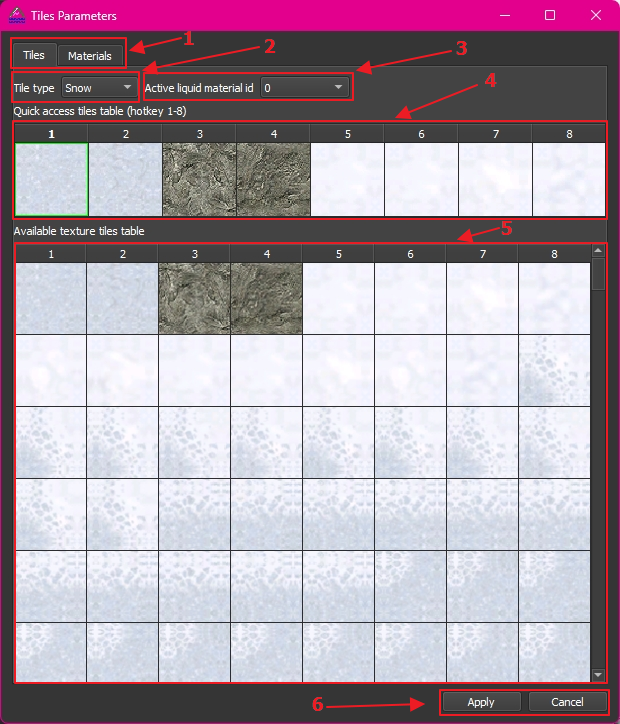 Tiles Parameters
1
Tiles Materials
2
3
Tile type Snow Active liquid material id 0
4
Quick access tiles table (hotkey 1-8)
1 2 3 4 5 6 7 8
5
Available texture tiles table
1 2 3 4 5 6 7 8
6
Apply Cancel